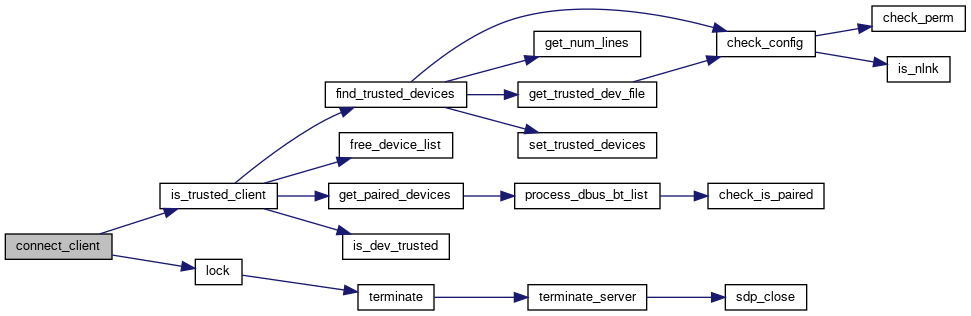 check_perm
get_num_lines
check_config
is_nlnk
find_trusted_devices
get_trusted_dev_file
free_device_list
set_trusted_devices
is_trusted_client
get_paired_devices
process_dbus_bt_list
check_is_paired
connect_client
is_dev_trusted
lock
terminate
terminate_server
sdp_close